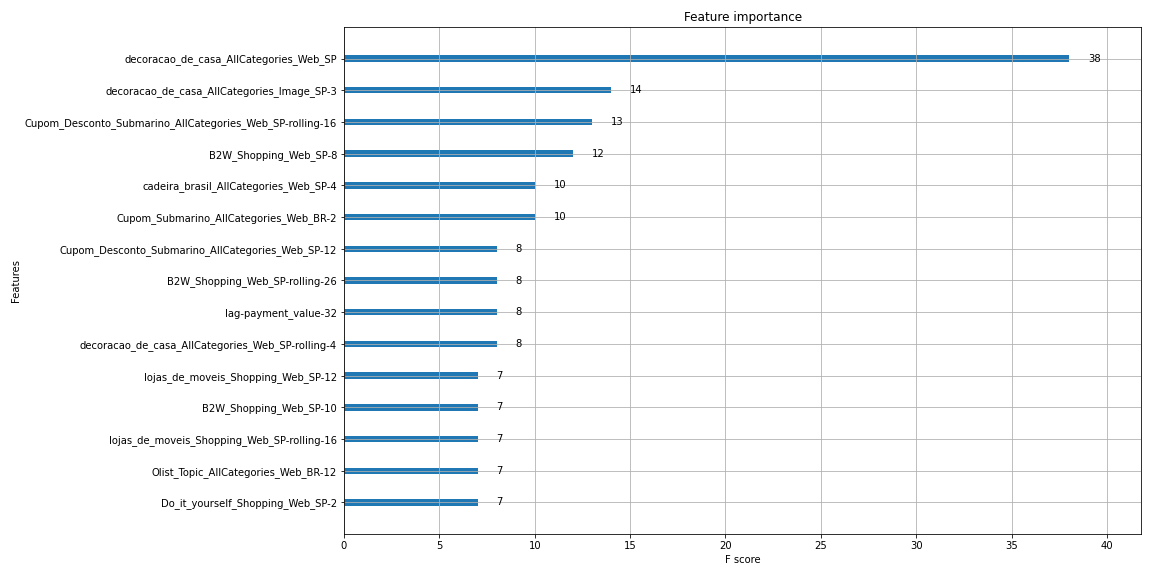 Feature importance
decoracao_de_casa_AllCategories_Web_SP 38
decoracao_de_casa_AllCategories_Image_SP-3 14
Cupom_Desconto_Submarino_AllCategories_Web_SP-rolling-16 13
B2W_Shopping_Web_SP-8 12
cadeira_brasil_AllCategories_Web_SP-4 10
Cupom_Submarino_AllCategories_Web_BR-2 10
Cupom_Desconto_Submarino_AllCategories_Web_SP-12 8
B2W_Shopping_Web_SP-rolling-26 8
lag-payment_value-32 8
decoracao_de_casa_AllCategories_Web_SP-rolling-4 8
lojas_de_moveis_Shopping_Web_SP-12 7
B2W_Shopping_Web_SP-10 7
lojas_de_moveis_Shopping_Web_SP-rolling-16 7
Olist_Topic_AllCategories_Web_BR-12 7
Do_it_yourself_Shopping_Web_SP-2 7
Features
0 5 10 15 20 25 30 35 40
F score